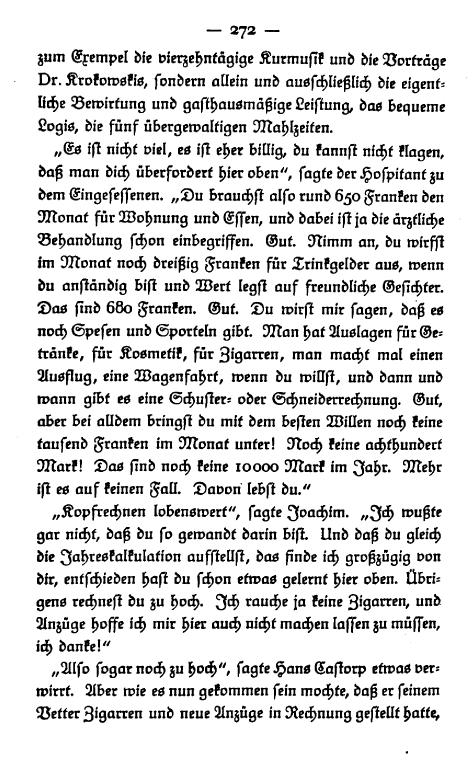 — 272 —
zum Exempel die vierzehntägige Kurmusik und die Vorträge
Dr. Krokowskis, sondern allein und ausschließlich die eigent-
liche Bewirtung und gasthausmäßige Leistung, das bequeme
Logis, die fünf übergewaltigen Mahlzeiten.
„Es ist nicht viel, es ist eher billig, du kannst nicht klagen,
daß man dich überfordert hier oben“, sagte der Hospitant zu
dem Eingesessenen. „Du brauchst also rund 650 Franken den
Monat für Wohnung und Essen, und dabei ist ja die ärztliche
Behandlung schon einbegriffen. Gut. Nimm an, du wirfst
im Monat noch dreißig Franken für Trinkgelder aus, wenn
du anständig bist und Wert legst auf freundliche Gesichter.
Das sind 680 Franken. Gut. Du wirst mir sagen, daß es
noch Spesen und Sporteln gibt. Man hat Auslagen für Ge-
tränke, für Kosmetik, für Zigarren, man macht mal einen
Ausflug, eine Wagenfahrt, wenn du willst, und dann und
wann gibt es eine Schuster- oder Schneiderrechnung. Gut,
aber bei alldem bringst du mit dem besten Willen noch keine
tausend Franken im Monat unter! Noch keine achthundert
Mark! Das sind noch keine 10000 Mark im Jahr. Mehr
ist es auf keinen Fall. Davon lebst du.“
„Kopfrechnen lobenswert“, sagte Joachim. „Ich wußte
gar nicht, daß du so gewandt darin bist. Und daß du gleich
die Jahreskalkulation aufstellst, das finde ich großzügig von
dir, entschieden hast du schon etwas gelernt hier oben. Übri-
gens rechnest du zu hoch. Ich rauche ja keine Zigarren, und
Anzüge hoffe ich mir hier auch nicht machen lassen zu müssen,
ich danke!“
„Also sogar noch zu hoch“, sagte Hans Castorp etwas ver-
wirrt. Aber wie es nun gekommen sein mochte, daß er seinem
Vetter Zigarren und neue Anzüge in Rechnung gestellt hatte,